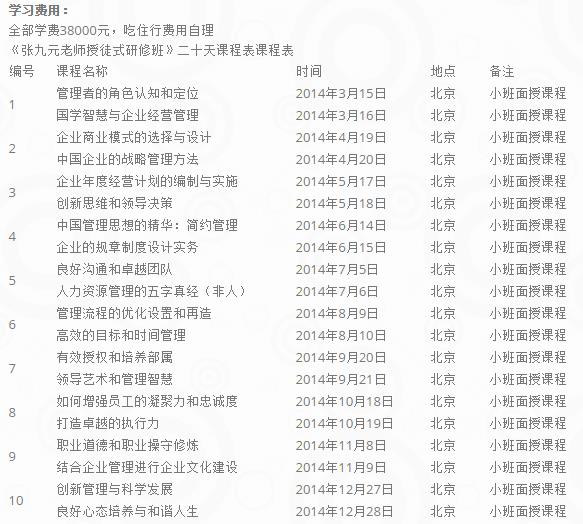 学习费用：
全部学费38000元，吃住行费用自理
《张九元老师授徒式研修班》二十天课程表课程表
编号 课程名称 时间 地点 备注
1 管理者的角色认知和定位 2014年3月15日 北京 小班面授课程
国学智慧与企业经营管理 2014年3月16日 北京 小班面授课程
2 企业商业模式的选择与设计 2014年4月19日 北京 小班面授课程
中国企业的战略管理方法 2014年4月20日 北京 小班面授课程
3 企业年度经营计划的编制与实施 2014年5月17日 北京 小班面授课程
创新思维和领导决策 2014年5月18日 北京 小班面授课程
4 中国管理思想的精华：简约管理 2014年6月14日 北京 小班面授课程
企业的规章制度设计实务 2014年6月15日 北京 小班面授课程
5 良好沟通和卓越团队 2014年7月5日 北京 小班面授课程
人力资源管理的五字真经（非人） 2014年7月6日 北京 小班面授课程
6 管理流程的优化设置和再造 2014年8月9日 北京 小班面授课程
高效的目标和时间管理 2014年8月10日 北京 小班面授课程
7 有效授权和培养部属 2014年9月20日 北京 小班面授课程
领导艺术和管理智慧 2014年9月21日 北京 小班面授课程
8 如何增强员工的凝聚力和忠诚度 2014年10月18日 北京 小班面授课程
打造卓越的执行力 2014年10月19日 北京 小班面授课程
9 职业道德和职业操守修炼 2014年11月8日 北京 小班面授课程
结合企业管理进行企业文化建设 2014年11月9日 北京 小班面授课程
10 创新管理与科学发展 2014年12月27日 北京 小班面授课程
良好心态培养与和谐人生 2014年12月28日 北京 小班面授课程